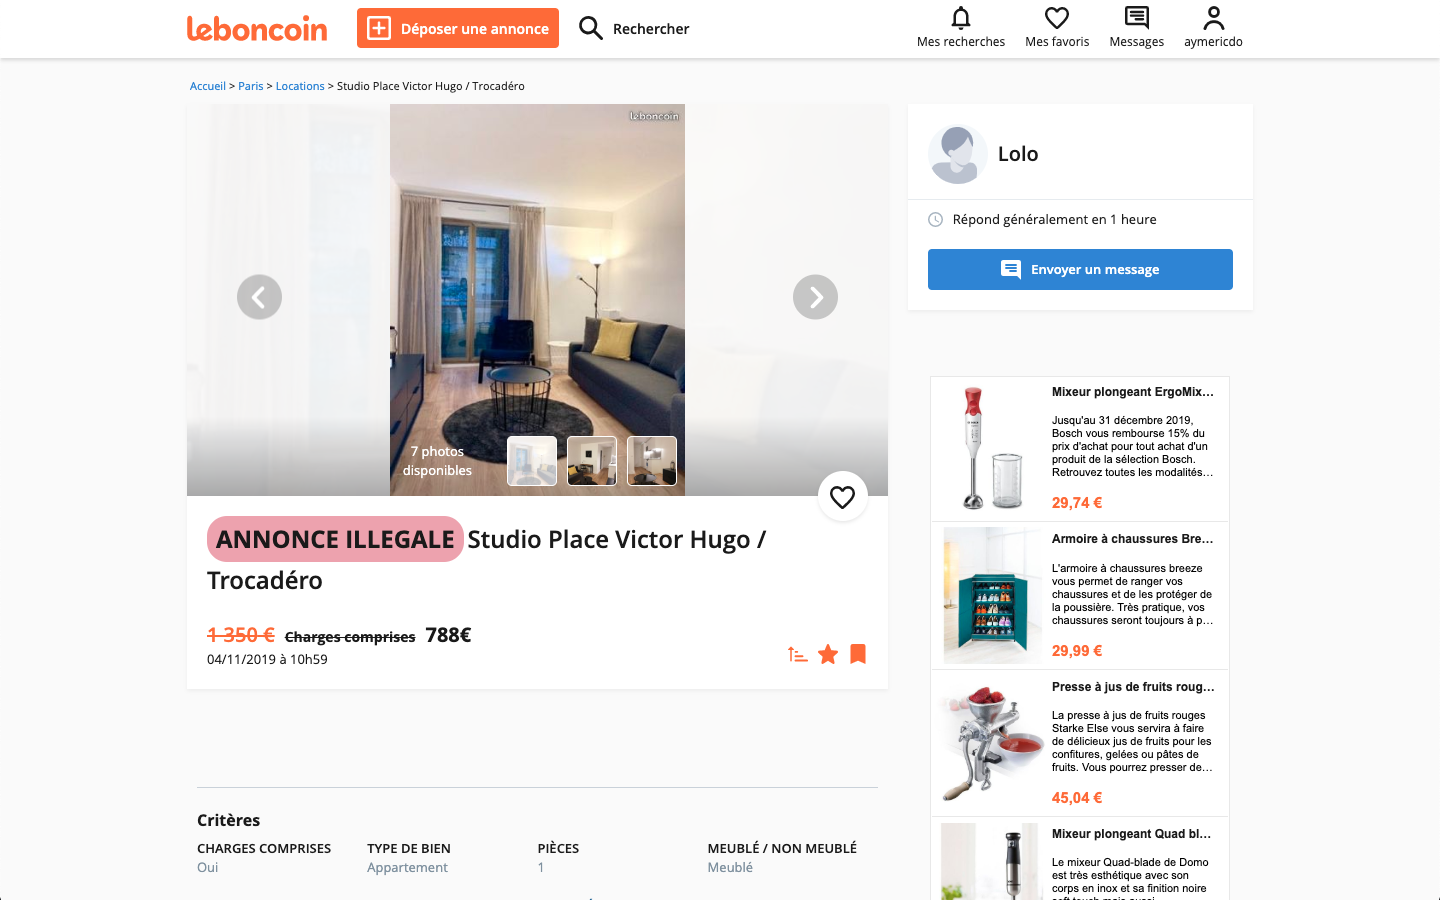 leboncoin
Déposer une annonce
Rechercher
Mes recherches
Mes favoris
Messages
aymericdo
Accueil > Paris > Locations > Studio Place Victor Hugo / Trocadéro
leboncoin
7 photos
disponibles
Lolo
Répond généralement en 1 heure
Envoyer un message
ANNONCE ILLEGALE Studio Place Victor Hugo /
Trocadéro
1 350 € Charges comprises 788€
04/11/2019 à 10h59
Critères
CHARGES COMPRISES
Oui
TYPE DE BIEN
Appartement
PIÈCES
1
MEUBLÉ / NON MEUBLÉ
Meublé
Mixeur plongeant ErgoMix...
Jusqu'au 31 décembre 2019,
Bosch vous rembourse 15% du
prix d'achat pour tout achat d'un
produit de la sélection Bosch.
Retrouvez toutes les modalités...
29,74 €
Armoire à chaussures Bre...
L'armoire à chaussures breeze
vous permet de ranger vos
chaussures et de les protéger de
la poussière. Très pratique, vos
chaussures seront toujours à p...
29,99 €
Presse à jus de fruits roug...
La presse à jus de fruits rouges
Starke Else vous servira à faire
de délicieux jus de fruits pour les
confitures, gelées ou pâtes de
fruits. Vous pourrez presser de...
45,04 €
Mixeur plongeant Quad bl...
Le mixeur Quad-blade de Domo
est très esthétique avec son
corps en inox et sa finition noire